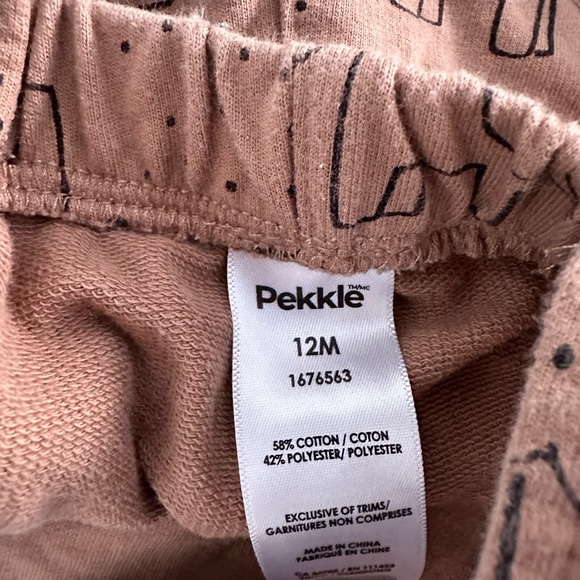 Pekkle TM/MC
12M
1676563
58% COTTON / COTON
42% POLYESTER/ POLYESTER
EXCLUSIVE OF TRIMS/
GARNITURES NON COMPRISES
MADE IN CHINA
FABRIQUÉ EN CHINE